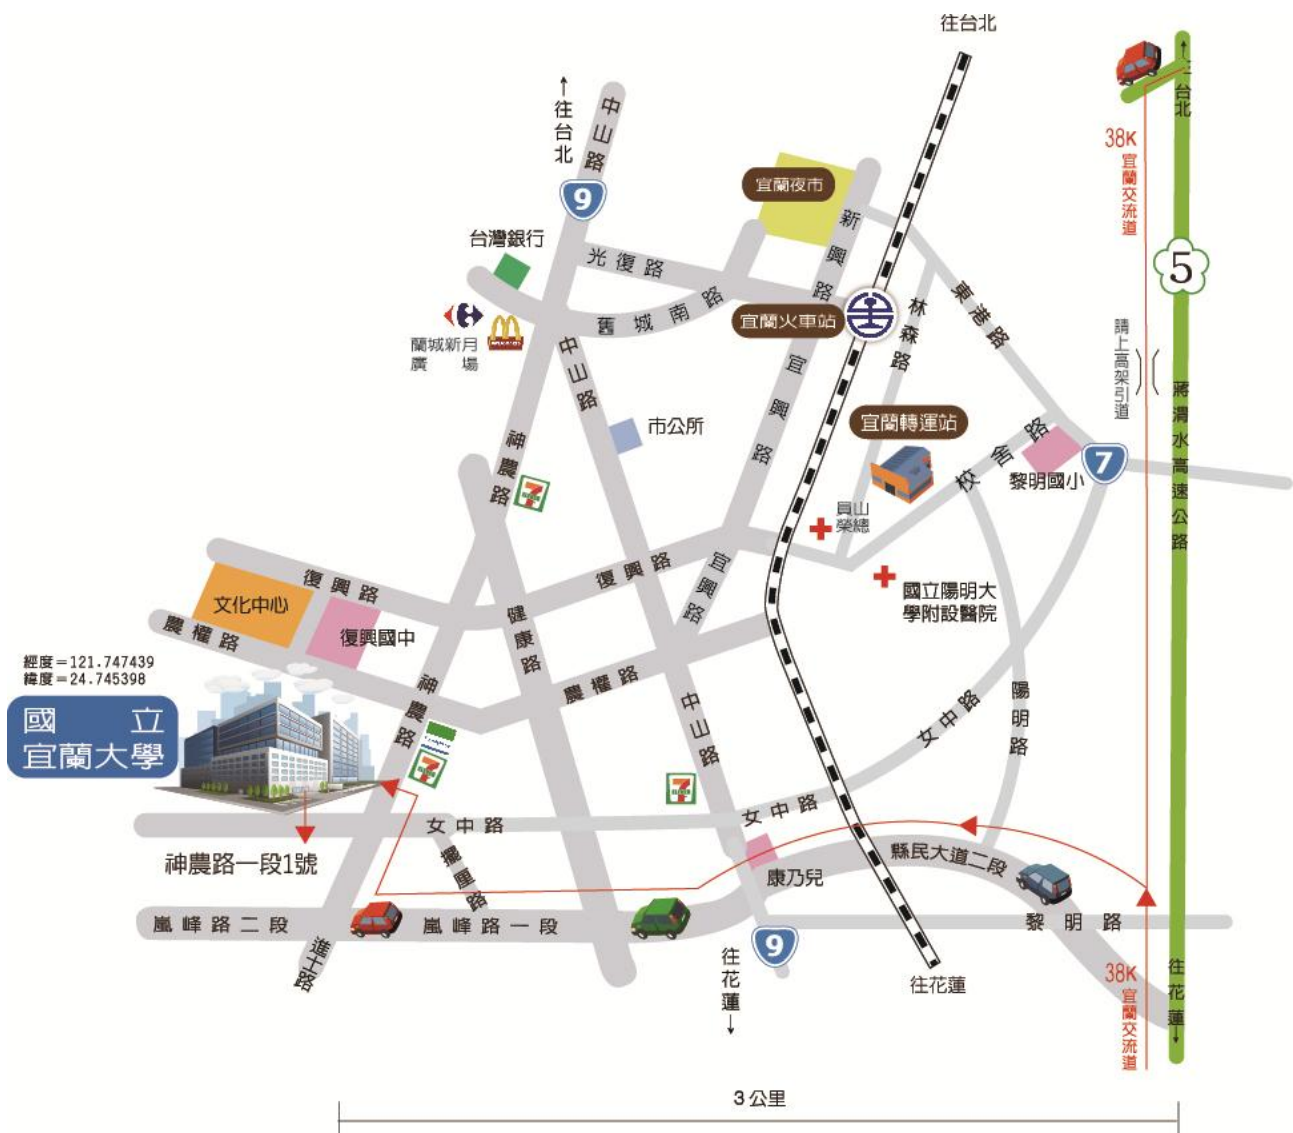 往台北
往台北
中山路
往台北
38K
宜蘭交流道
宜蘭夜市
9
新興路
台灣銀行
光復路
5
東港路
舊城南路
宜蘭火車站
林森路
請上高架引道
蘭城新月
廣場
中山路
宜興路
蔣渭水高速公路
市公所
宜蘭轉運站
校舍路
神農路
7
黎明國小
7
ELEVEN
員山
榮總
復興路
復興路
宜興路
國立陽明大
學附設醫院
文化中心
農權路
復興國中
健康路
經度=121.747439
緯度=24.745398
農權路
神農路
中山路
陽明路
女中路
國立
宜蘭大學
7
ELEVEN
7
ELEVEN
女中路
女中路
神農路一段1號
擺厘路
康乃兒
縣民大道二段
嵐峰路二段
嵐峰路一段
黎明路
進士路
9
往花蓮
往花蓮
38K
宜蘭交流道
往花蓮
3公里